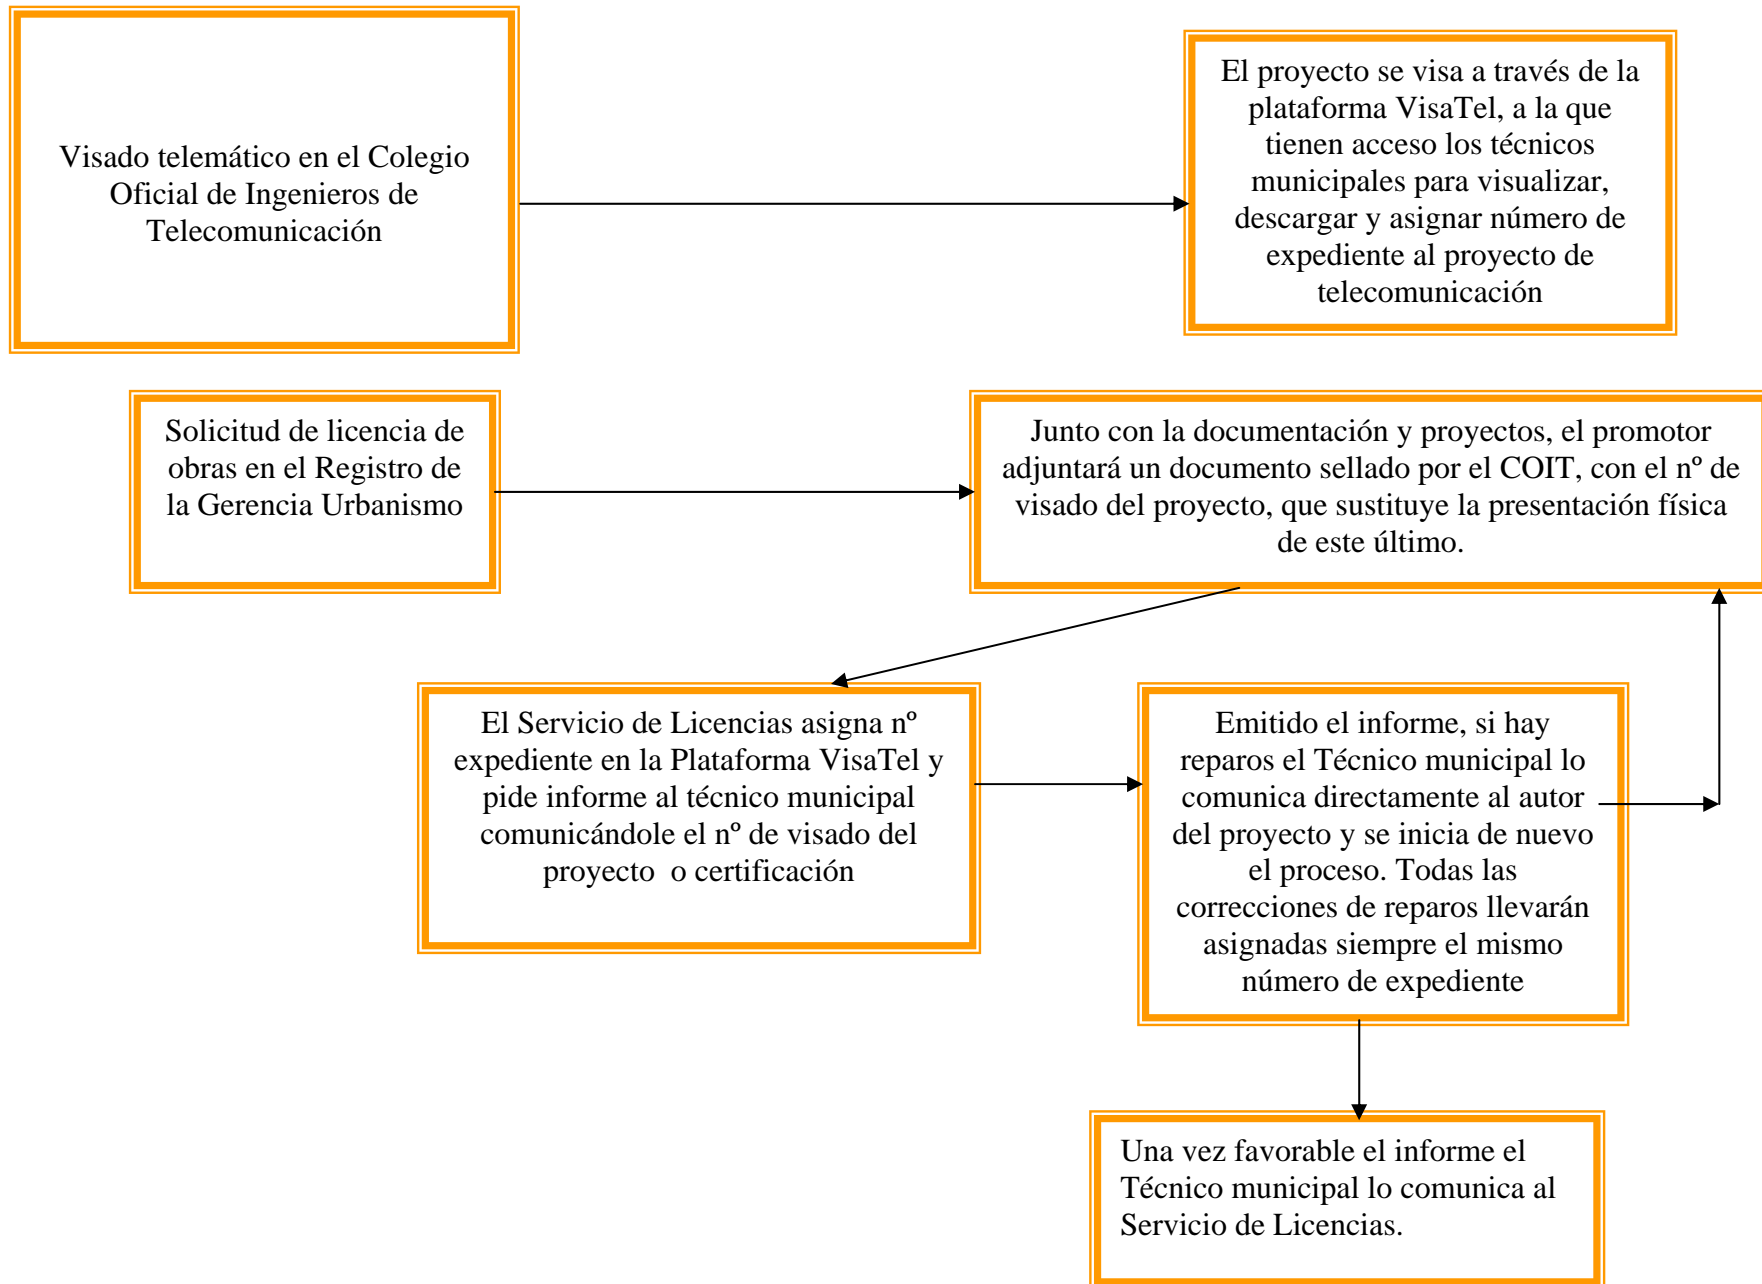 Visado telemático en el Colegio
Oficial de Ingenieros de
Telecomunicación
El proyecto se visa a través de la
plataforma VisaTel, a la que
tienen acceso los técnicos
municipales para visualizar,
descargar y asignar número de
expediente al proyecto de
telecomunicación
Solicitud de licencia de
obras en el Registro de
la Gerencia Urbanismo
Junto con la documentación y proyectos, el promotor
adjuntará un documento sellado por el COIT, con el nº de
visado del proyecto, que sustituye la presentación física
de este último.
El Servicio de Licencias asigna nº
expediente en la Plataforma VisaTel y
pide informe al técnico municipal
comunicándole el nº de visado del
proyecto o certificación
Emitido el informe, si hay
reparos el Técnico municipal lo
comunica directamente al autor
del proyecto y se inicia de nuevo
el proceso. Todas las
correcciones de reparos llevarán
asignadas siempre el mismo
número de expediente
Una vez favorable el informe el
Técnico municipal lo comunica al
Servicio de Licencias.